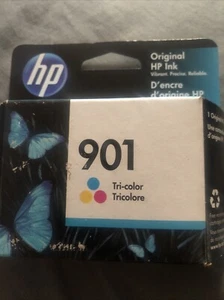 hp
Original
HP Ink
Vibrant. Precise. Reliable.
D'encre
d'origine HP
901
Tri-color
Tricolore